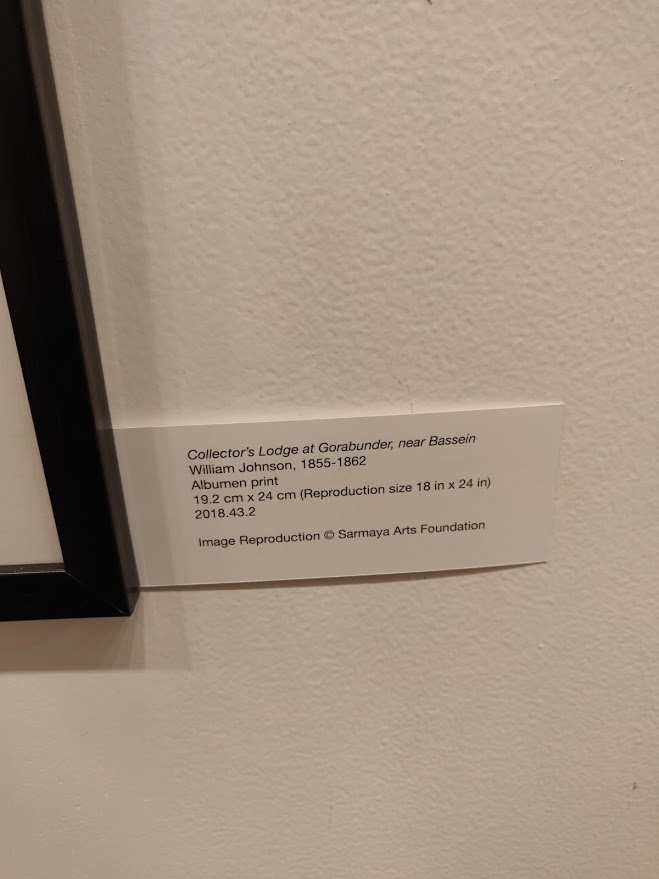 Collector's Lodge at Gorabunder, near Bassein
William Johnson, 1855-1862
Albumen print
19.2 cm x 24 cm (Reproduction size 18 in x 24 in)
2018.43.2
Image Reproduction © Sarmaya Arts Foundation